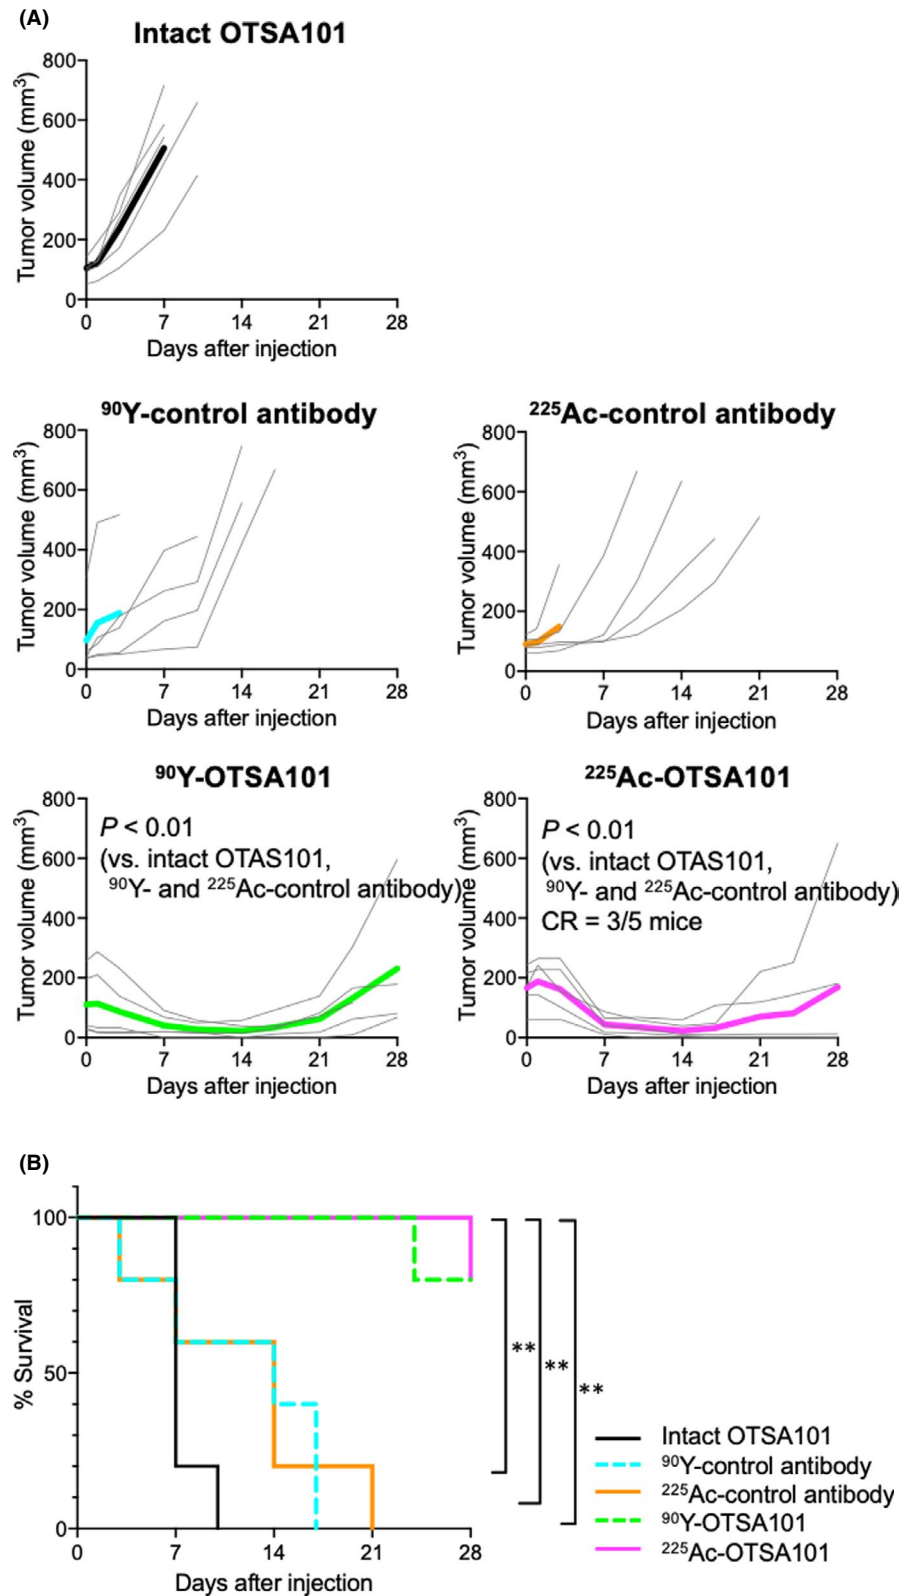 (A)
Intact OTSA101
800
600
400
200
0
Tumor volume (mm³)
0 7 14 21 28
Days after injection
⁹⁰Y-control antibody
800
600
400
200
0
Tumor volume (mm³)
0 7 14 21 28
Days after injection
²²⁵Ac-control antibody
800
600
400
200
0
Tumor volume (mm³)
0 7 14 21 28
Days after injection
⁹⁰Y-OTSA101
800
600
400
200
0
Tumor volume (mm³)
P < 0.01
(vs. intact OTAS101,
⁹⁰Y- and ²²⁵Ac-control antibody)
0 7 14 21 28
Days after injection
²²⁵Ac-OTSA101
800
600
400
200
0
Tumor volume (mm³)
P < 0.01
(vs. intact OTAS101,
⁹⁰Y- and ²²⁵Ac-control antibody)
CR = 3/5 mice
0 7 14 21 28
Days after injection
(B)
100
50
0
% Survival
0 7 14 21 28
Days after injection
**
**
**
Intact OTSA101
⁹⁰Y-control antibody
²²⁵Ac-control antibody
⁹⁰Y-OTSA101
²²⁵Ac-OTSA101